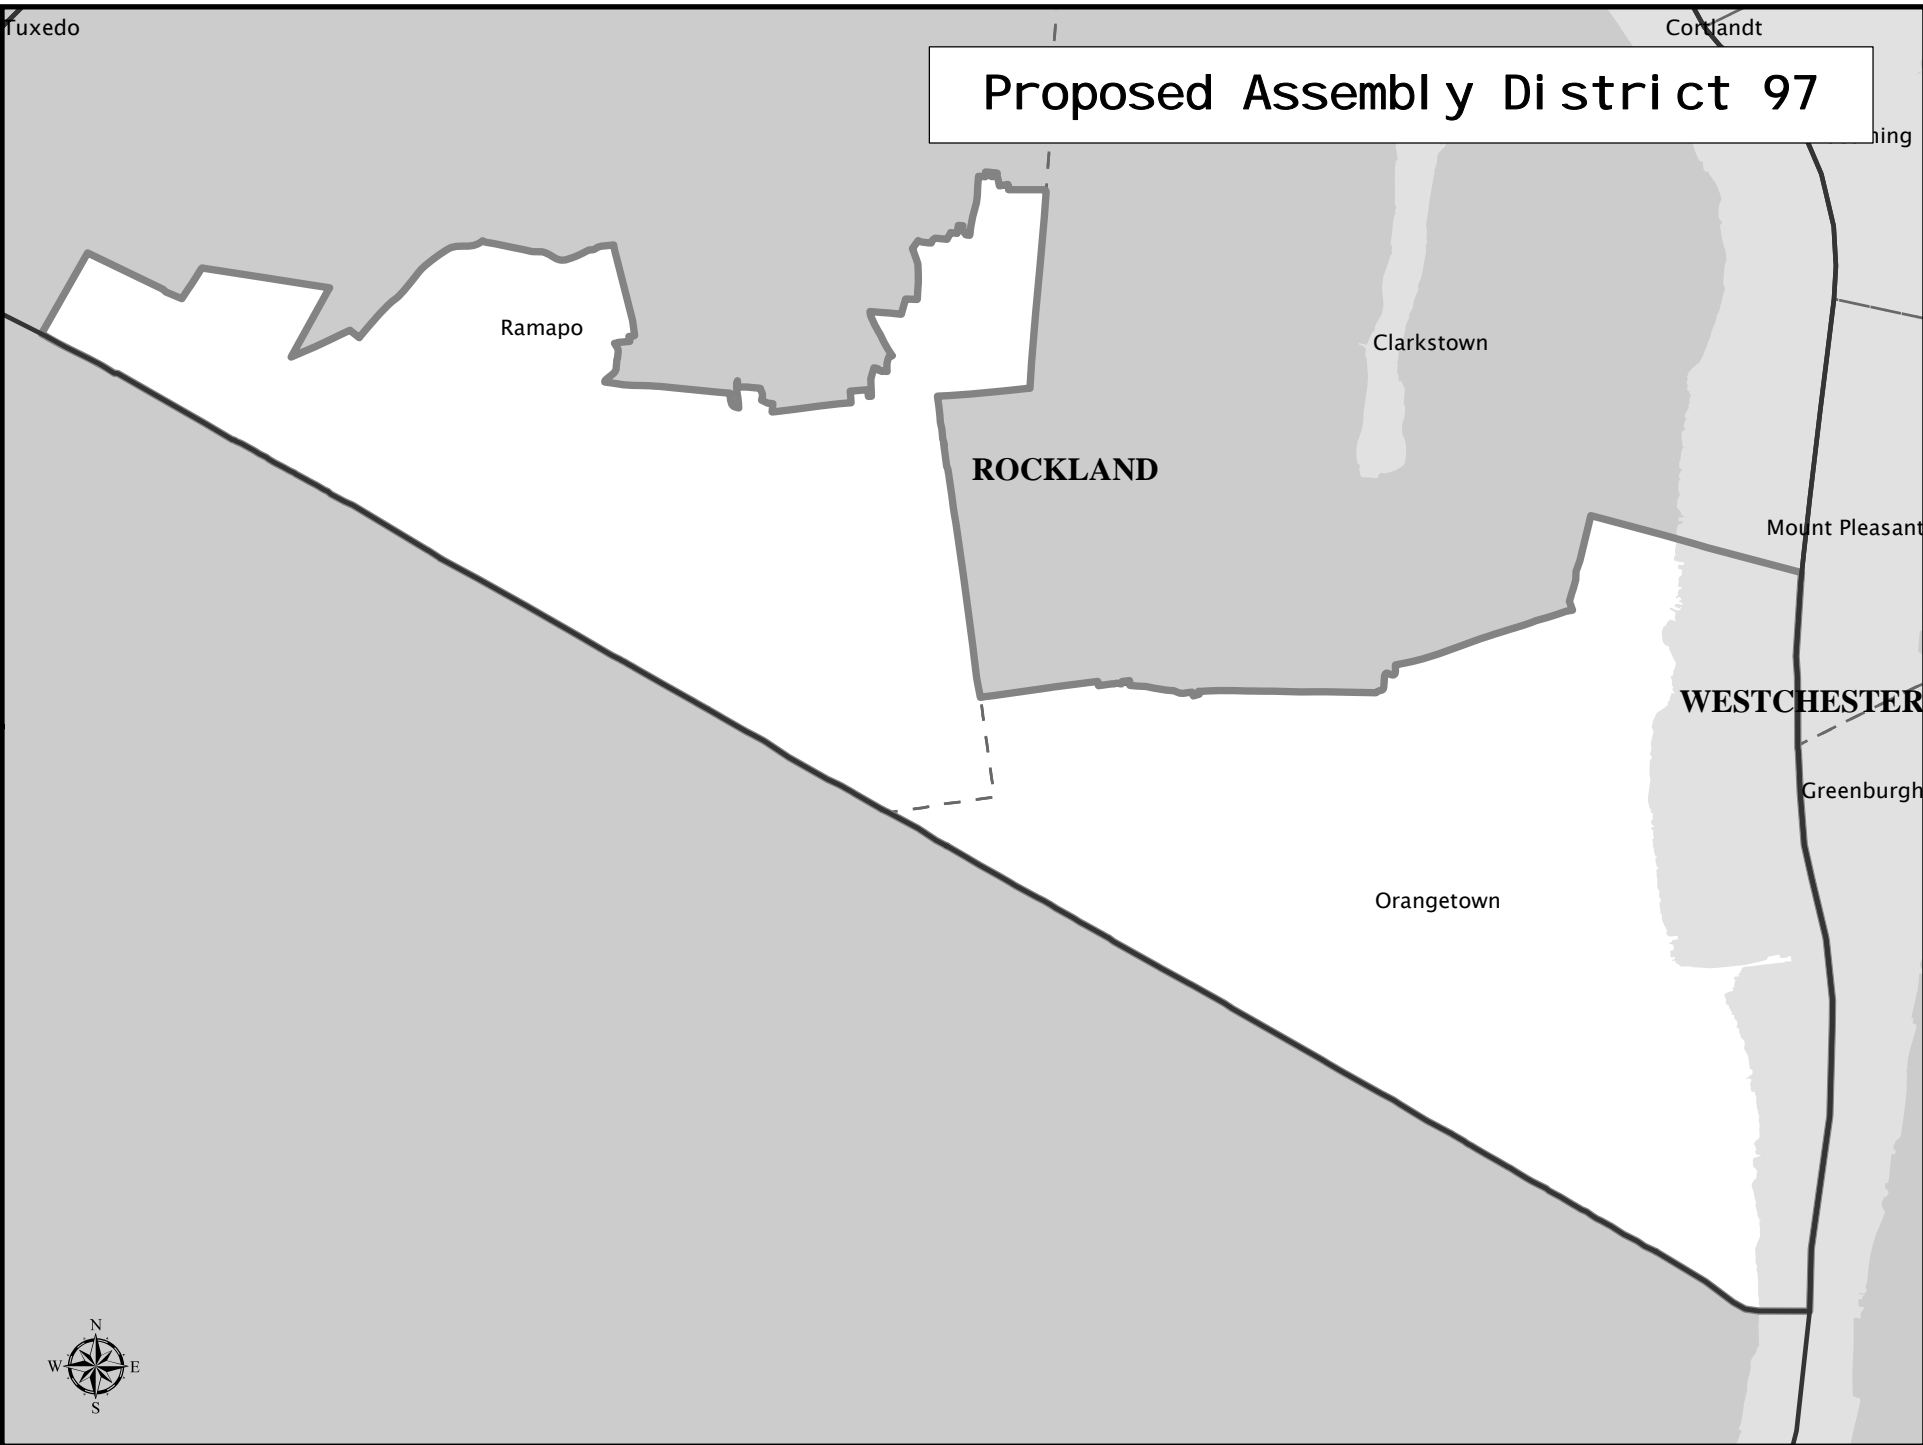 Tuxedo
Cortlandt
Proposed Assembly District 97
Ramapo
Clarkstown
ROCKLAND
Mount Pleasant
WESTCHESTER
Greenburgh
Orangetown
N
W E
S